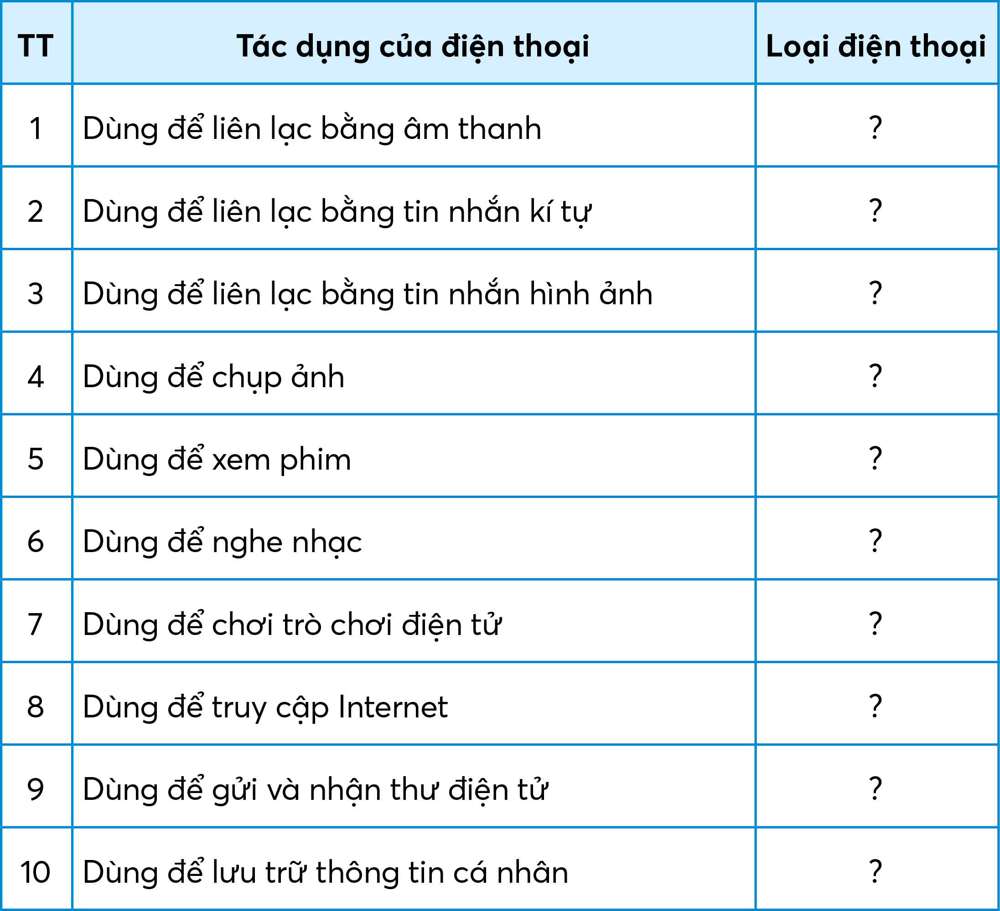 TT Tác dụng của điện thoại Loại điện thoại
1 Dùng để liên lạc bằng âm thanh ?
2 Dùng để liên lạc bằng tin nhắn kí tự ?
3 Dùng để liên lạc bằng tin nhắn hình ảnh ?
4 Dùng để chụp ảnh ?
5 Dùng để xem phim ?
6 Dùng để nghe nhạc ?
7 Dùng để chơi trò chơi điện tử ?
8 Dùng để truy cập Internet ?
9 Dùng để gửi và nhận thư điện tử ?
10 Dùng để lưu trữ thông tin cá nhân ?